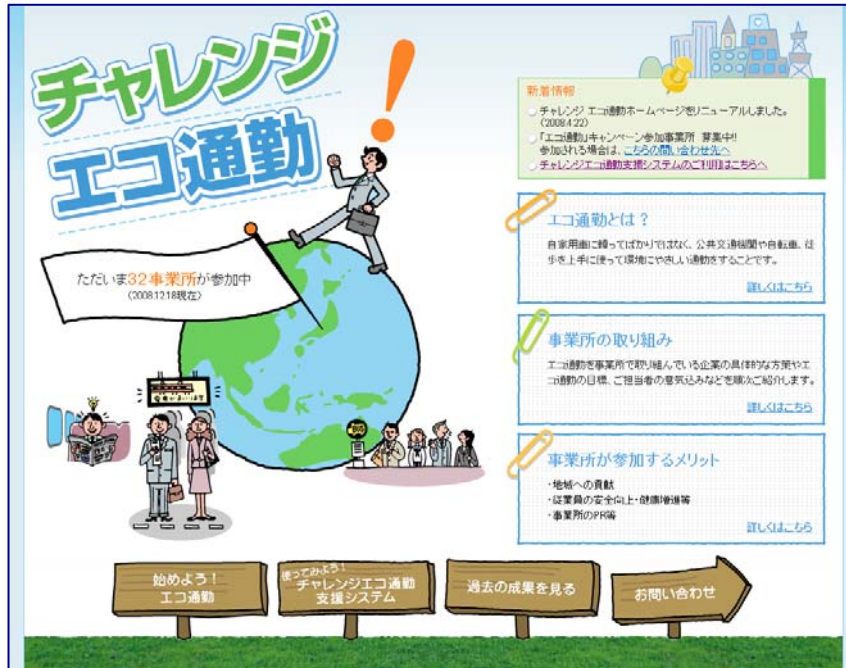 チャレンジ
エコ通勤!
ただいま32事業所が参加中
(2008.12.18現在)
BUS
新着情報
チャレンジ エコ通勤ホームページをリニューアルしました。
(2008.4.22)
「エコ通勤」キャンペーン参加事業所 募集中!!
参加される場合は、こちらの問い合わせ先へ
チャレンジエコ通勤支援システムのご利用はこちらへ
エコ通勤とは?
自家用車に頼ってばかりではなく、公共交通機関や自転車、徒
歩を上手に使って環境にやさしい通勤をすることです。
詳しくはこちら
事業所の取り組み
エコ通勤を事業所で取り組んでいる企業の具体的な方策やエ
コ通勤の目標、ご担当者の意気込みなどを順次ご紹介します。
詳しくはこちら
事業所が参加するメリット
・地域への貢献
・従業員の安全向上・健康増進等
・事業所のPR等
詳しくはこちら
始めよう!
エコ通勤
使ってみよう!
チャレンジエコ通勤
支援システム
過去の成果を見る
お問い合わせ